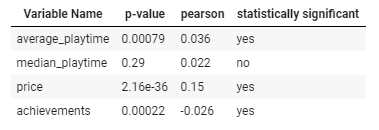 Variable Name p-value pearson statistically significant
average_playtime 0.00079 0.036 yes
median_playtime 0.29 0.022 no
price 2.16e-36 0.15 yes
achievements 0.00022 -0.026 yes